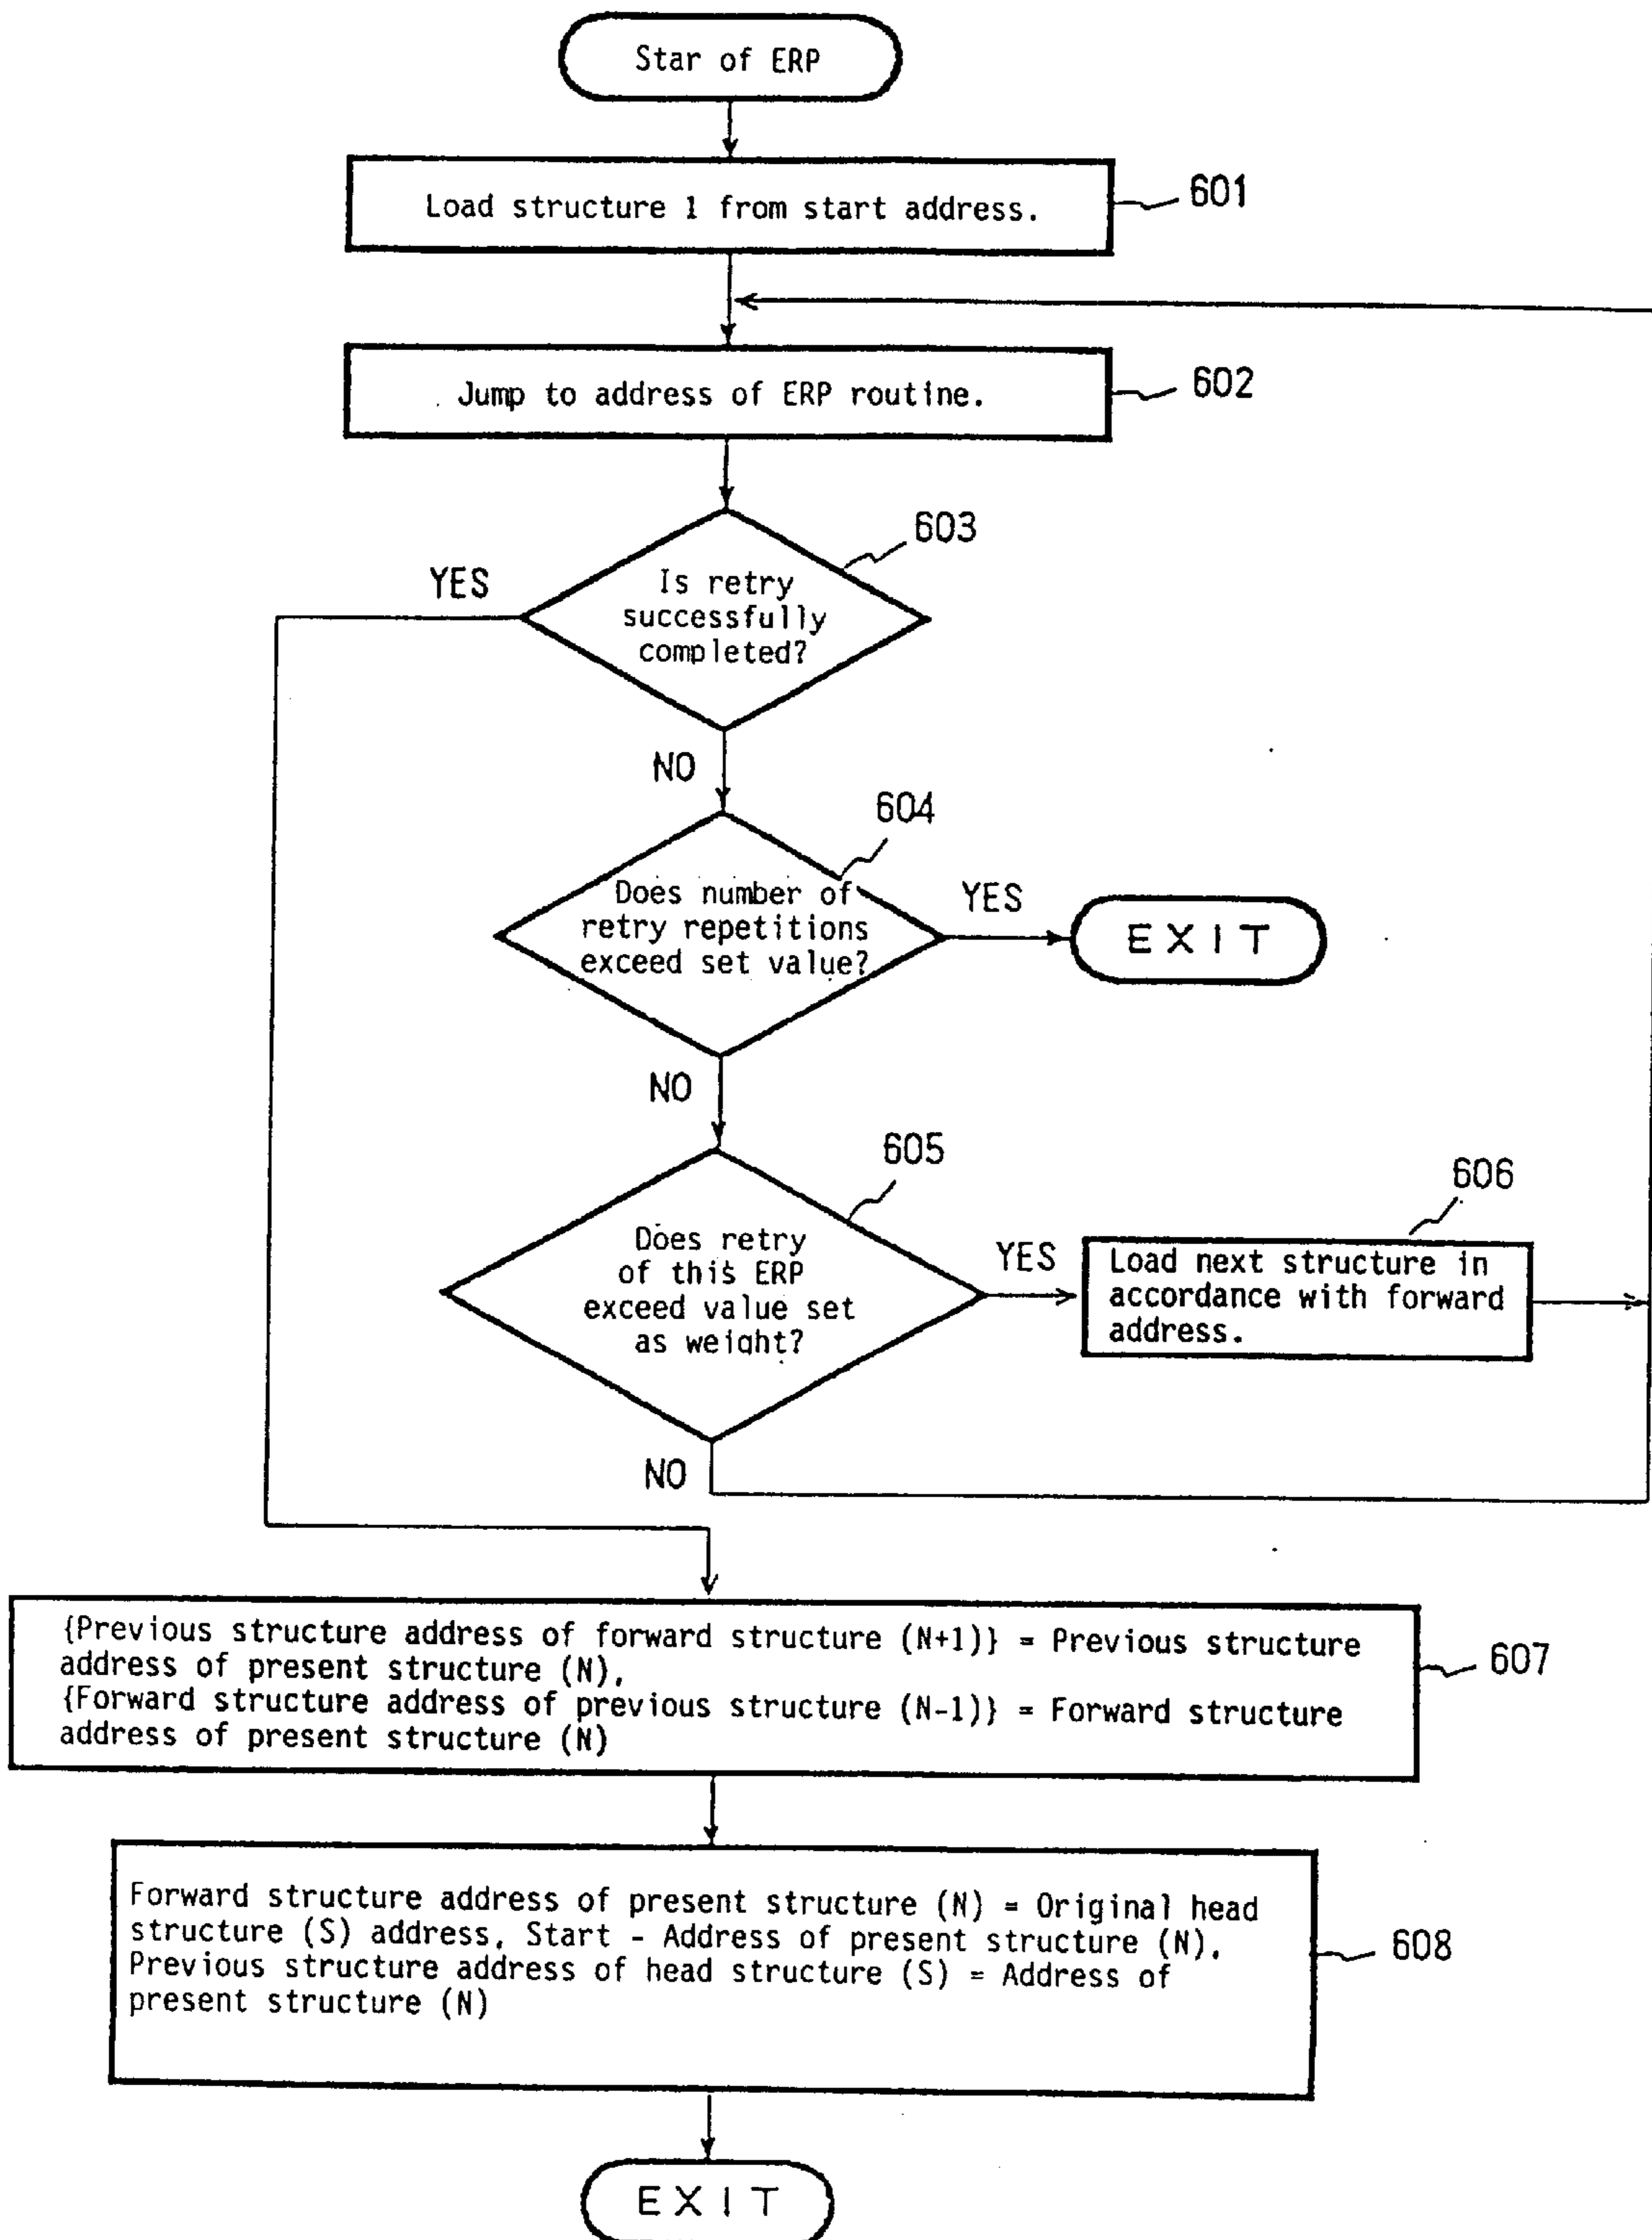 Star of ERP
Load structure 1 from start address.
601
Jump to address of ERP routine.
602
603
YES
Is retry
successfully
completed?
NO
604
Does number of
retry repetitions
exceed set value?
YES
EXIT
NO
605
Does retry
of this ERP
exceed value set
as weight?
YES
606
Load next structure in
accordance with forward
address.
NO
{Previous structure address of forward structure (N+1)} = Previous structure
address of present structure (N),
{Forward structure address of previous structure (N-1)} = Forward structure
address of present structure (N)
607
Forward structure address of present structure (N) = Original head
structure (S) address, Start - Address of present structure (N),
Previous structure address of head structure (S) = Address of
present structure (N)
608
EXIT